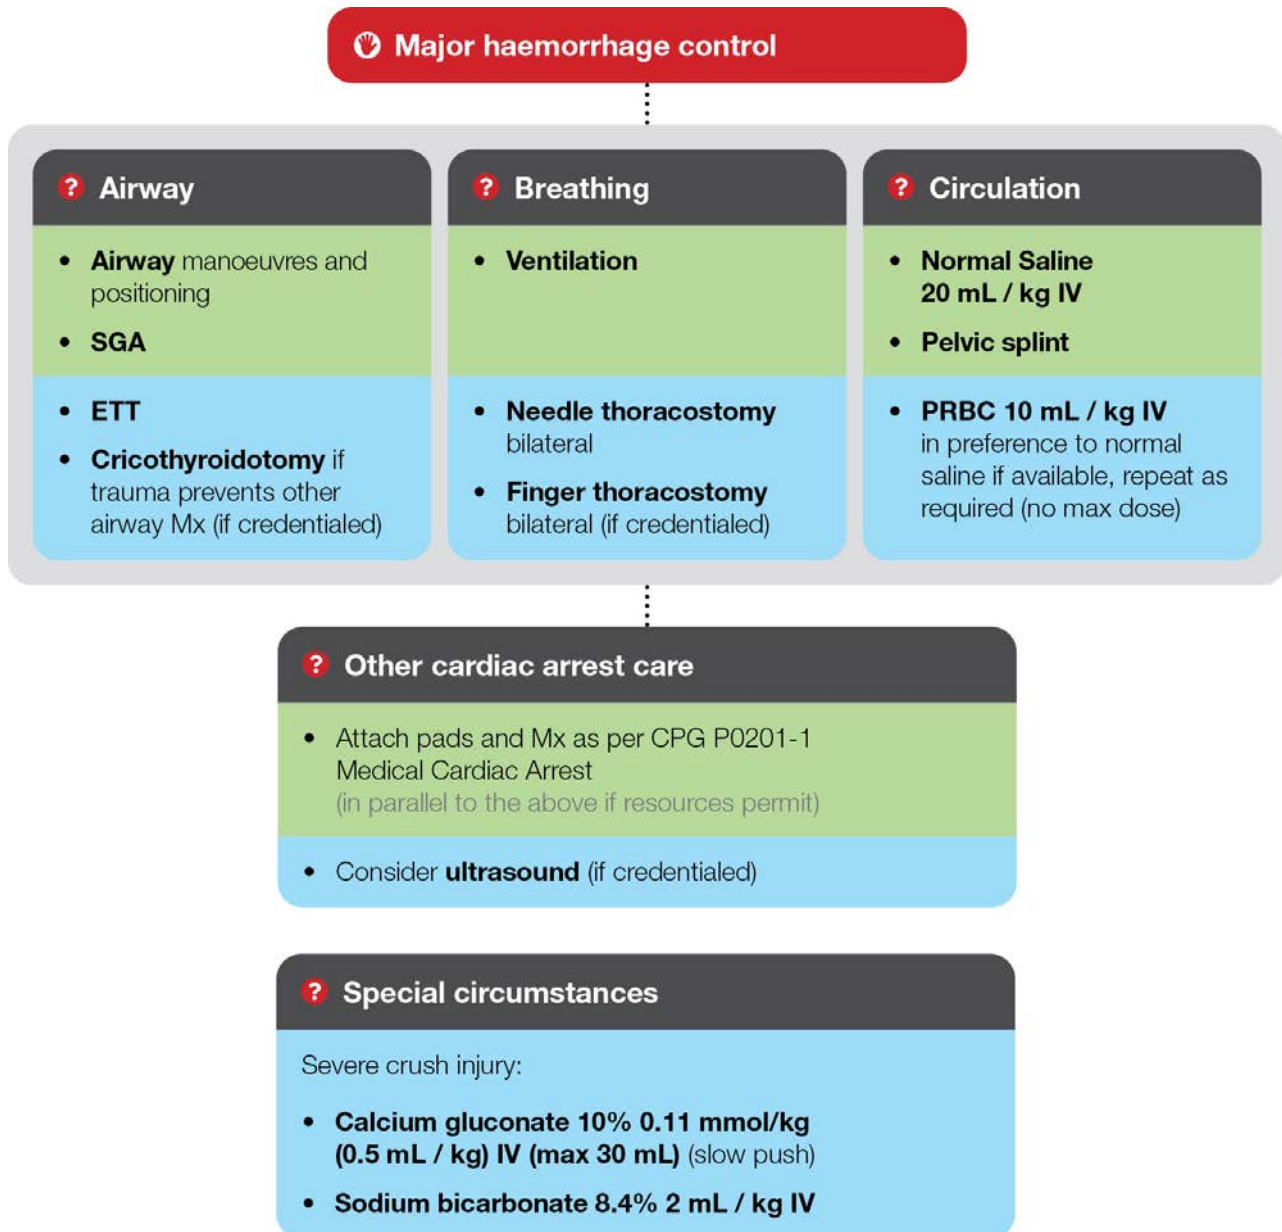 Major haemorrhage control
? Airway
• Airway manoeuvres and
positioning
• SGA
• ETT
• Cricothyroidotomy if
trauma prevents other
airway Mx (if credentialed)
? Breathing
• Ventilation
• Needle thoracostomy
bilateral
• Finger thoracostomy
bilateral (if credentialed)
? Circulation
• Normal Saline
20 mL / kg IV
• Pelvic splint
• PRBC 10 mL / kg IV
in preference to normal
saline if available, repeat as
required (no max dose)
? Other cardiac arrest care
• Attach pads and Mx as per CPG P0201-1
Medical Cardiac Arrest
(in parallel to the above if resources permit)
• Consider ultrasound (if credentialed)
? Special circumstances
Severe crush injury:
• Calcium gluconate 10% 0.11 mmol/kg
(0.5 mL / kg) IV (max 30 mL) (slow push)
• Sodium bicarbonate 8.4% 2 mL / kg IV